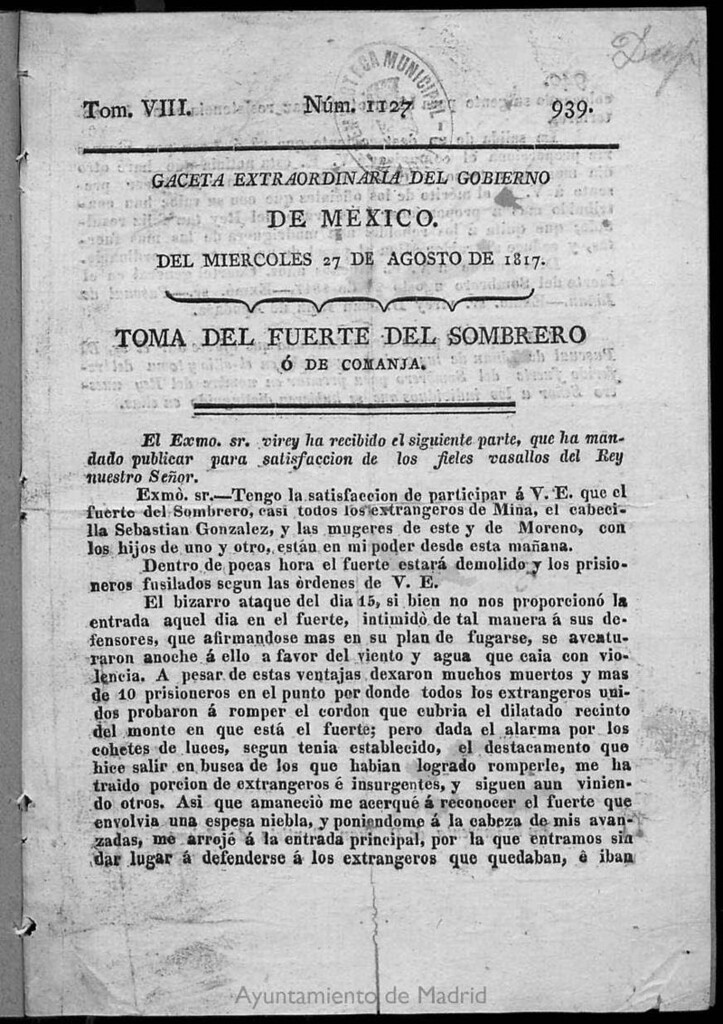 Dup
Tom. VIII. Núm. 1127 939.
GACETA EXTRAORDINARIA DEL GOBIERNO
DE MÉXICO.
DEL MIERCOLES 27 DE AGOSTO DE 1817.
TOMA DEL FUERTE DEL SOMBRERO
Ó DE COMANJA.
El Exmo. sr. virey ha recibido el siguiente parte, que ha man-
dado publicar para satisfaccion de los fieles vasallos del Rey
nuestro Señor.
Exmò. sr.—Tengo la satisfaccion de participar á V. E. que el
fuerte del Sombrero, casi todos los extrangeros de Mina, el cabeci-
lla Sebastian Gonzalez, y las mugeres de este y de Moreno, con
los hijos de uno y otro, están en mi poder desde esta mañana.
Dentro de pocas hora el fuerte estará demolido y los prisio-
neros fusilados segun las òrdenes de V. E.
El bizarro ataque del dia 15, si bien no nos proporcionó la
entrada aquel dia en el fuerte, intimidò de tal manera á sus de-
fensores, que afirmandose mas en su plan de fugarse, se aventu-
raron anoche á ello a favor del viento y agua que caia con vio-
lencia. A pesar de estas ventajas dexaron muchos muertos y mas
de 10 prisioneros en el punto por donde todos los extrangeros uni-
dos probaron á romper el cordon que cubria el dilatado recinto
del monte en que está el fuerte; pero dada el alarma por los
cohetes de luces, segun tenia establecido, el destacamento que
hice salir en busca de los que habian logrado romperle, me ha
traido porcion de extrangeros é insurgentes, y siguen aun vinien-
do otros. Asi que amaneciò me acerqué á reconocer el fuerte que
envolvia una espesa niebla, y poniendome á la cabeza de mis avan-
zadas, me arrojé á la entrada principal, por la que entramos sin
dar lugar á defenderse á los extrangeros que quedaban, è iban
Ayuntamiento de Madrid